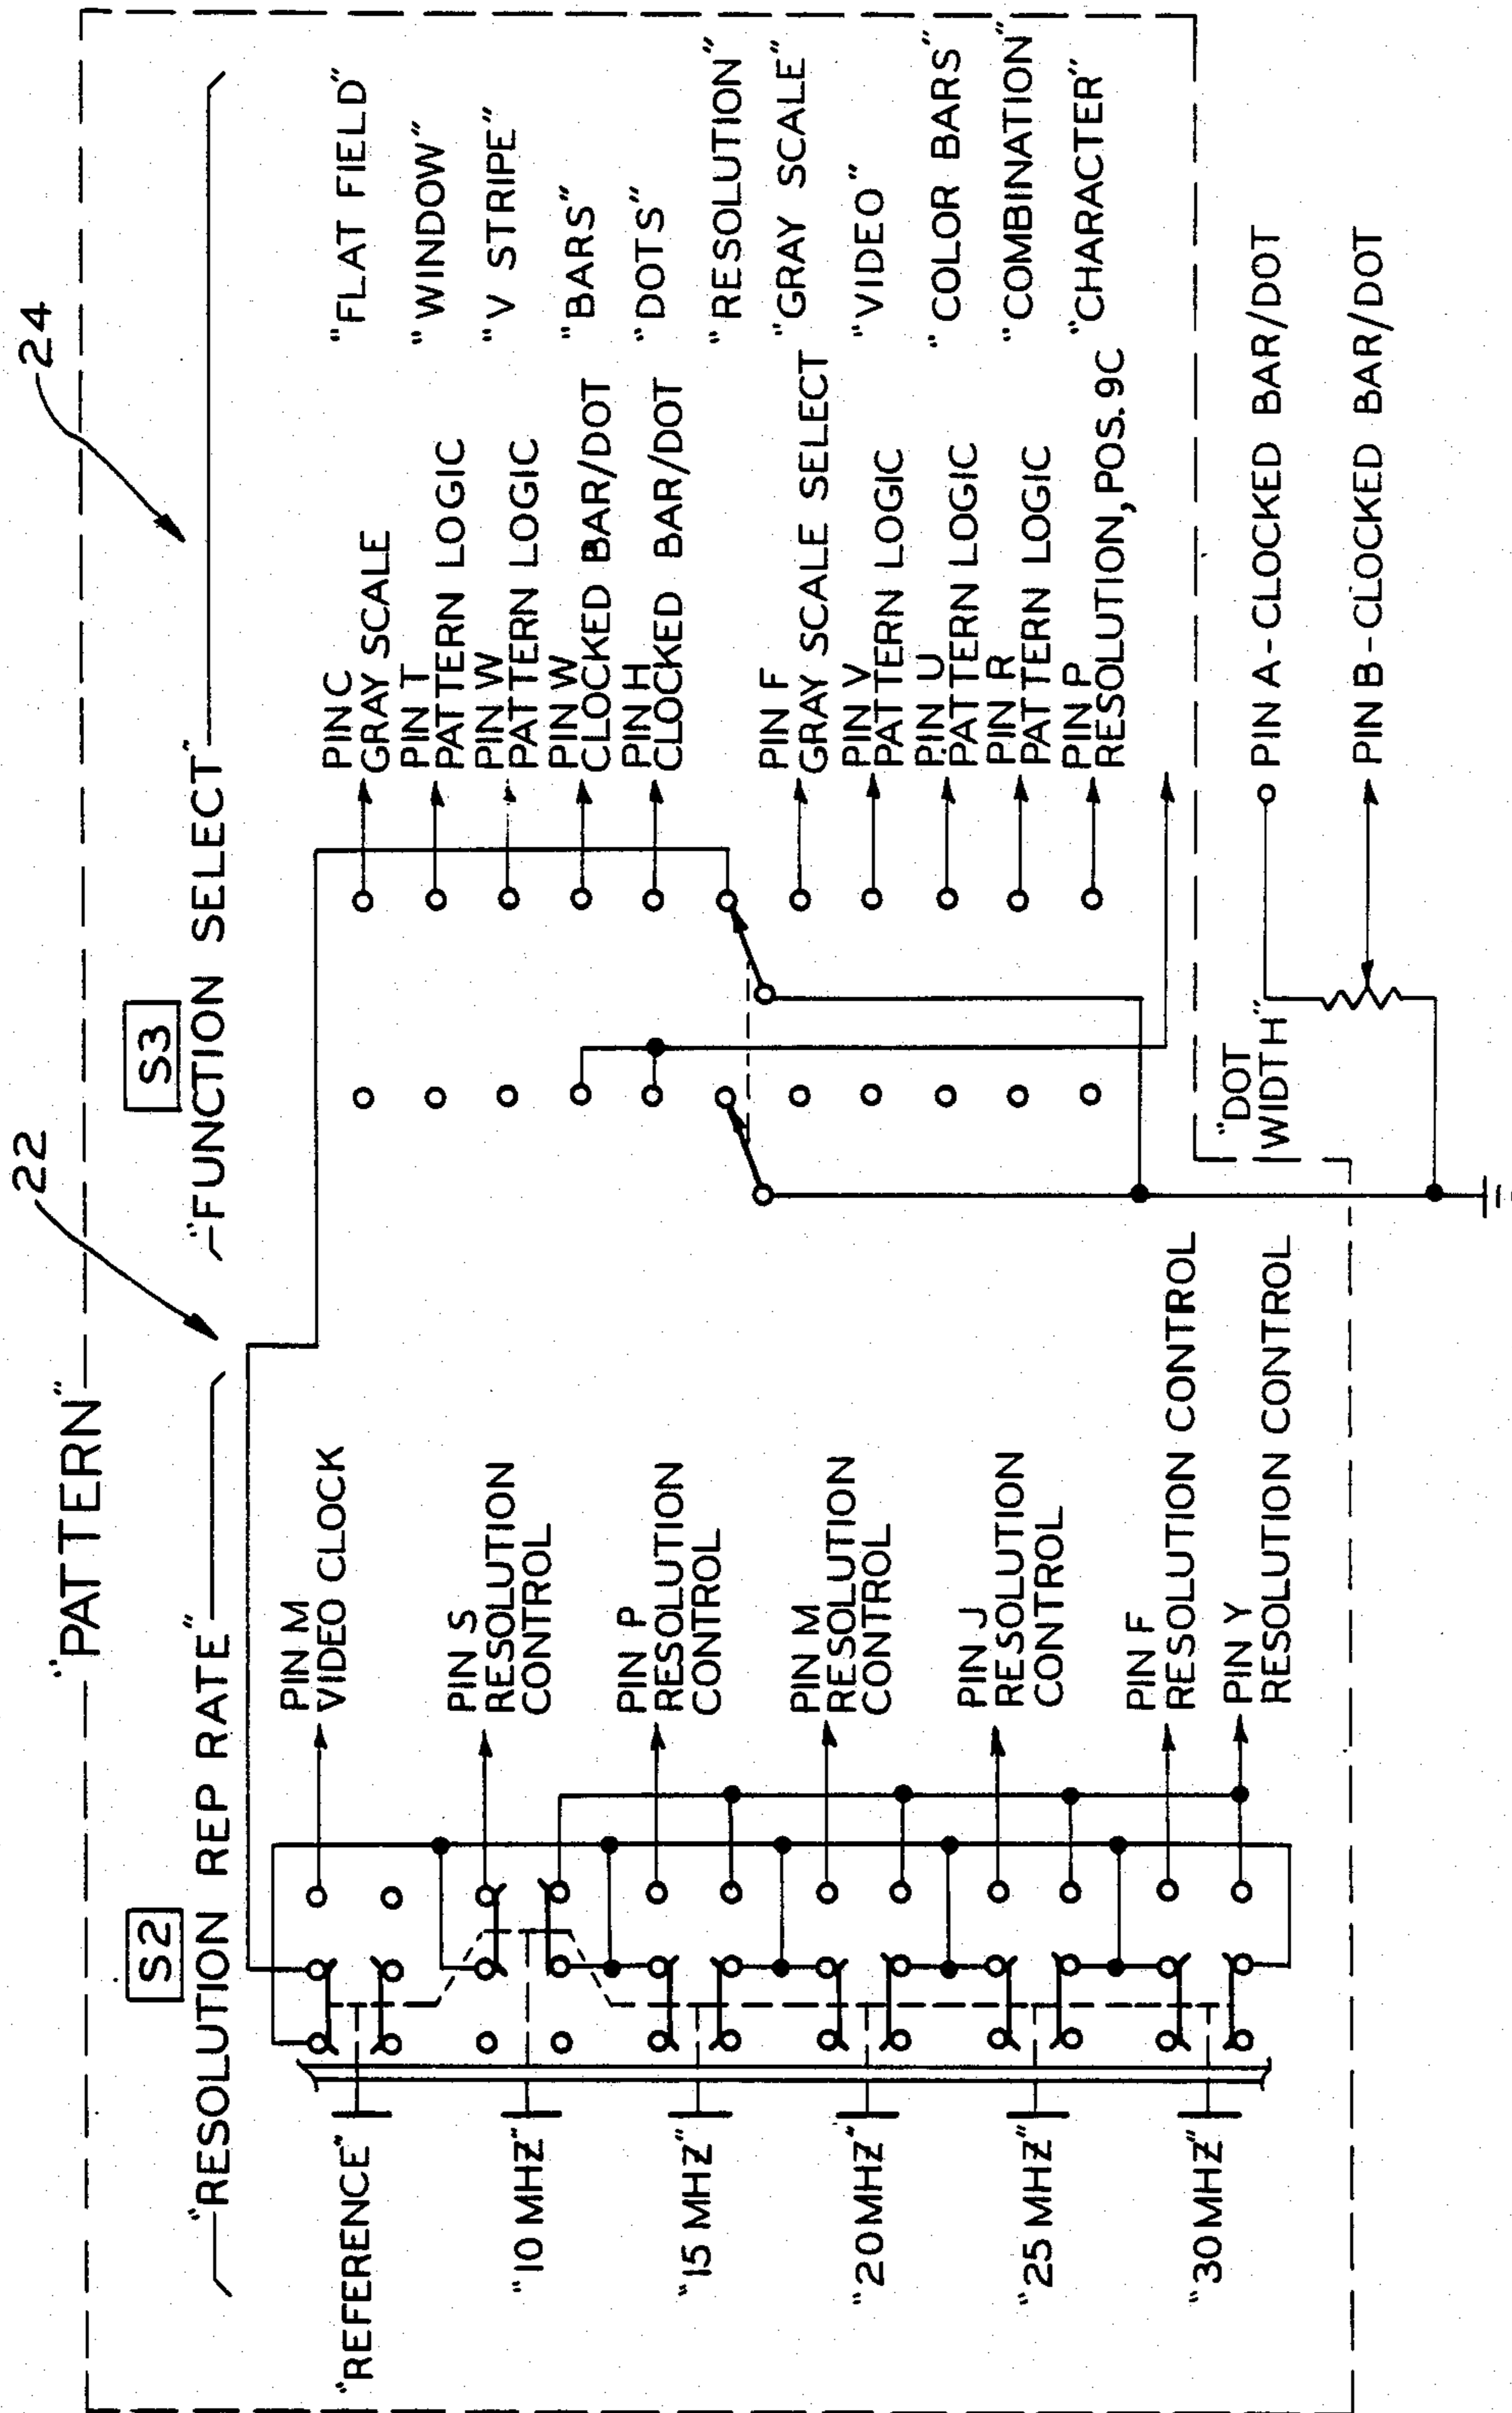 "PATTERN"
22
24
S2
"RESOLUTION REP RATE"
S3
"FUNCTION SELECT"
"REFERENCE"
"10 MHZ"
"15 MHZ"
"20MHZ"
"25 MHZ"
"30 MHZ"
PIN M
VIDEO CLOCK
PIN S
RESOLUTION
CONTROL
PIN P
RESOLUTION
CONTROL
PIN M
RESOLUTION
CONTROL
PIN J
RESOLUTION
CONTROL
PIN F
RESOLUTION CONTROL
PIN Y
RESOLUTION CONTROL
PIN C
GRAY SCALE
PIN T
PATTERN LOGIC
PIN W
PATTERN LOGIC
PIN W
CLOCKED BAR/DOT
PIN H
CLOCKED BAR/DOT
PIN F
GRAY SCALE SELECT
PIN V
PATTERN LOGIC
PIN U
PATTERN LOGIC
PIN R
PATTERN LOGIC
PIN P
RESOLUTION, POS. 9C
"FLAT FIELD"
"WINDOW"
"V STRIPE"
"BARS"
"DOTS"
"RESOLUTION"
"GRAY SCALE"
"VIDEO"
"COLOR BARS"
"COMBINATION"
"CHARACTER"
"DOT
WIDTH"
PIN A-CLOCKED BAR/DOT
PIN B-CLOCKED BAR/DOT